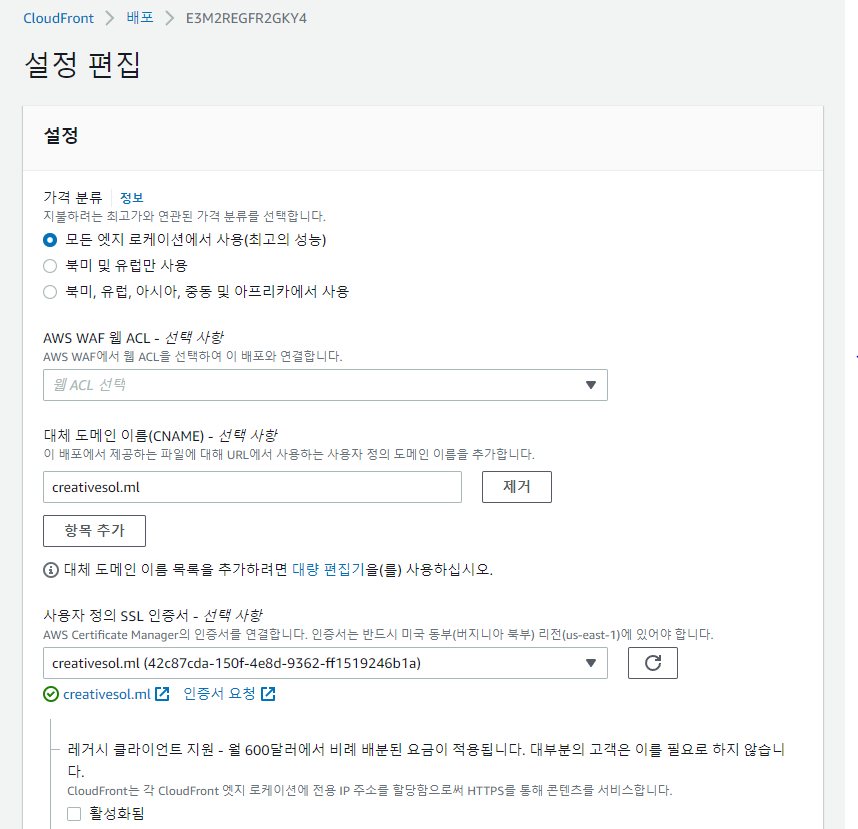 CloudFront > 배포 > E3M2REGFR2GKY4
설정 편집
설정
가격 분류 정보
지불하려는 최고가와 연관된 가격 분류를 선택합니다.
모든 엣지 로케이션에서 사용(최고의 성능)
북미 및 유럽만 사용
북미, 유럽, 아시아, 중동 및 아프리카에서 사용
AWS WAF 웹 ACL - 선택 사항
AWS WAF에서 웹 ACL을 선택하여 이 배포와 연결합니다.
웹 ACL 선택
대체 도메인 이름(CNAME) - 선택 사항
이 배포에서 제공하는 파일에 대해 URL에서 사용하는 사용자 정의 도메인 이름을 추가합니다.
creativesol.ml 제거
항목 추가
대체 도메인 이름 목록을 추가하려면 대량 편집기을(를) 사용하십시오.
사용자 정의 SSL 인증서 - 선택 사항
AWS Certificate Manager의 인증서를 연결합니다. 인증서는 반드시 미국 동부(버지니아 북부) 리전(us-east-1)에 있어야 합니다.
creativesol.ml (42c87cda-150f-4e8d-9362-ff1519246b1a)
creativesol.ml 인증서 요청
레거시 클라이언트 지원 - 월 600달러에서 비례 배분된 요금이 적용됩니다. 대부분의 고객은 이를 필요로 하지 않습니
다.
CloudFront는 각 CloudFront 엣지 로케이션에 전용 IP 주소를 할당함으로써 HTTPS를 통해 콘텐츠를 서비스합니다.
활성화됨